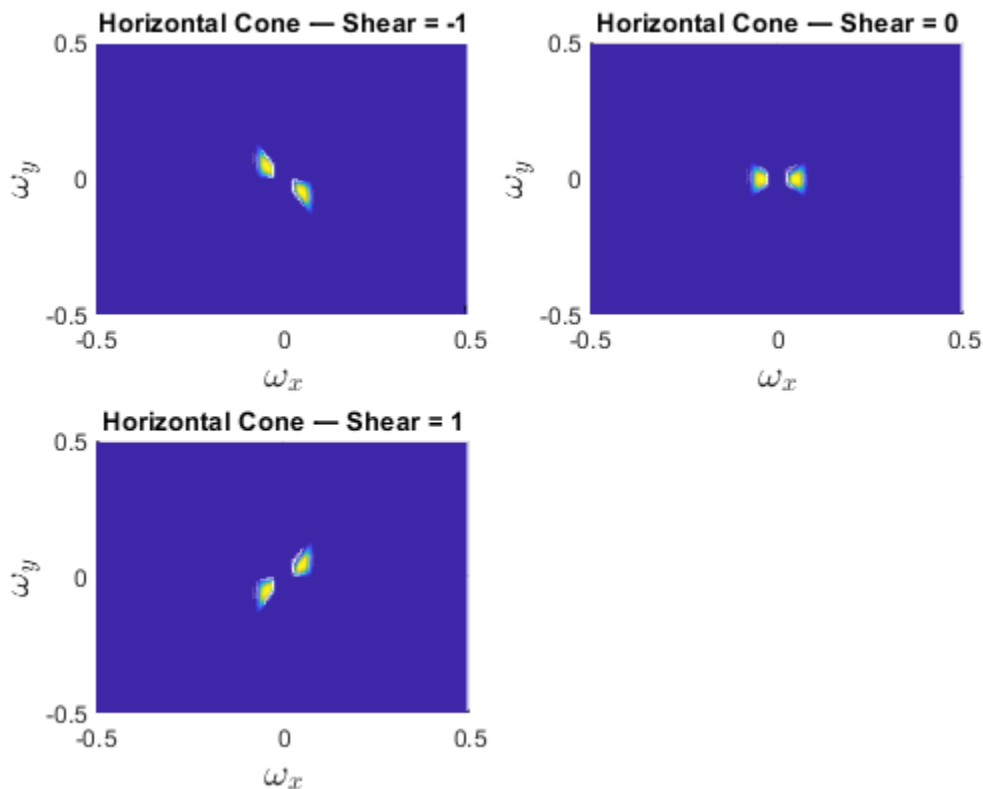 Horizontal Cone — Shear = -1
0.5
ω_y
0
-0.5
-0.5 0 0.5
ω_x
Horizontal Cone — Shear = 0
0.5
ω_y
0
-0.5
-0.5 0 0.5
ω_x
Horizontal Cone — Shear = 1
0.5
ω_y
0
-0.5
-0.5 0 0.5
ω_x